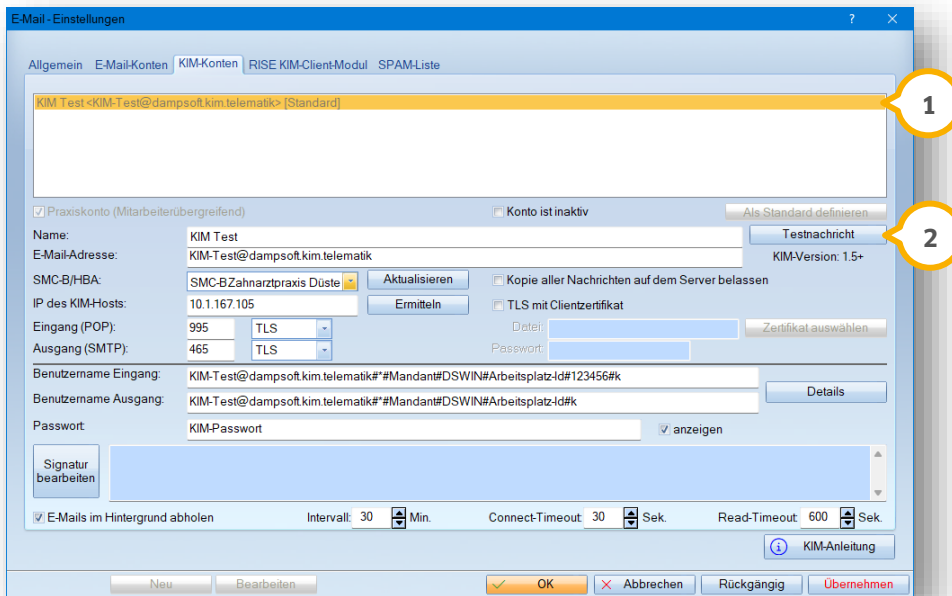 E-Mail - Einstellungen ? ×
Allgemein E-Mail-Konten KIM-Konten RISE KIM-Client-Modul SPAM-Liste
KIM Test <KIM-Test@dampsoft.kim.telematik> [Standard]
1
Praxiskonto (Mitarbeiterübergreifend) Konto ist inaktiv Als Standard definieren
Name: KIM Test Testnachricht
2
E-Mail-Adresse: KIM-Test@dampsoft.kim.telematik KIM-Version: 1.5+
SMC-B/HBA: SMC-BZahnarztpraxis Düste Aktualisieren Kopie aller Nachrichten auf dem Server belassen
IP des KIM-Hosts: 10.1.167.105 Ermitteln TLS mit Clientzertifikat
Eingang (POP): 995 TLS Datei: Zertifikat auswählen
Ausgang (SMTP): 465 TLS Passwort:
Benutzername Eingang: KIM-Test@dampsoft.kim.telematik#*#Mandant#DSWIN#Arbeitsplatz-Id#123456#k
Details
Benutzername Ausgang: KIM-Test@dampsoft.kim.telematik#*#Mandant#DSWIN#Arbeitsplatz-Id#k
Passwort: KIM-Passwort anzeigen
Signatur
bearbeiten
E-Mails im Hintergrund abholen Intervall: 30 Min. Connect-Timeout: 30 Sek. Read-Timeout: 600 Sek.
i KIM-Anleitung
Neu Bearbeiten OK Abbrechen Rückgängig Übernehmen